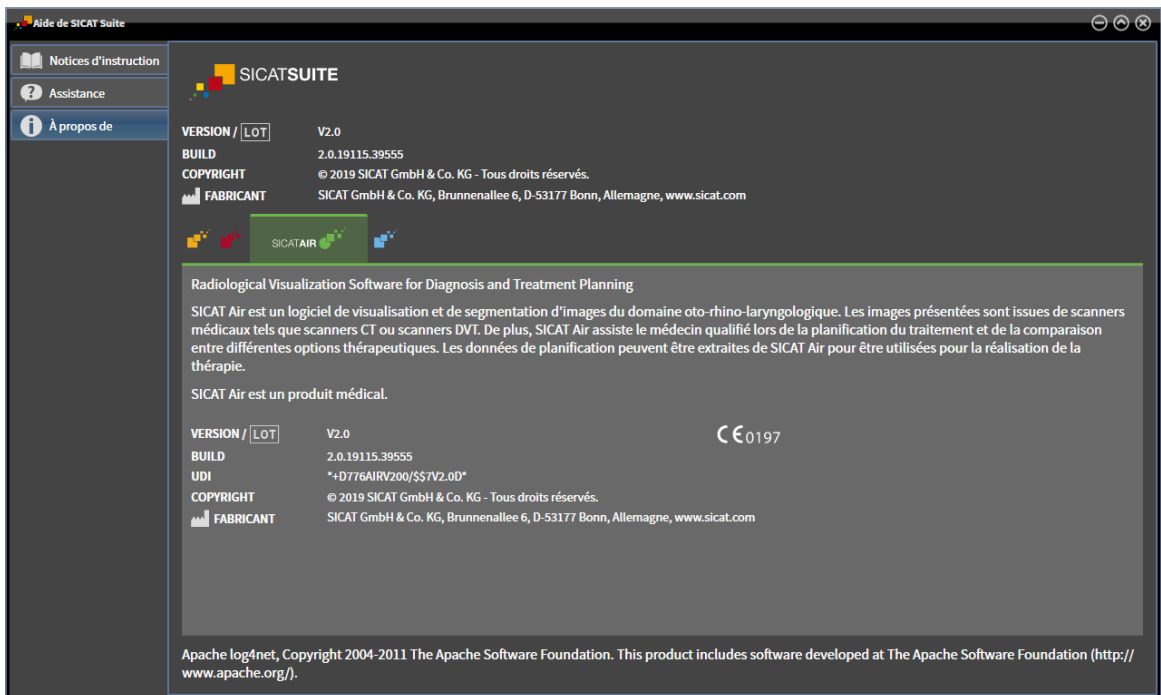 Aide de SICAT Suite
Notices d'instruction
Assistance
À propos de
SICATSUITE
VERSION / LOT V2.0
BUILD 2.0.19115.39555
COPYRIGHT © 2019 SICAT GmbH & Co. KG - Tous droits réservés.
FABRICANT SICAT GmbH & Co. KG, Brunnenallee 6, D-53177 Bonn, Allemagne, www.sicat.com
SICATAIR
Radiological Visualization Software for Diagnosis and Treatment Planning
SICAT Air est un logiciel de visualisation et de segmentation d'images du domaine oto-rhino-laryngologique. Les images présentées sont issues de scanners
médicaux tels que scanners CT ou scanners DVT. De plus, SICAT Air assiste le médecin qualifié lors de la planification du traitement et de la comparaison
entre différentes options thérapeutiques. Les données de planification peuvent être extraites de SICAT Air pour être utilisées pour la réalisation de la
thérapie.
SICAT Air est un produit médical.
VERSION / LOT V2.0 CE0197
BUILD 2.0.19115.39555
UDI *+D776AIRV200/$$7V2.0D*
COPYRIGHT © 2019 SICAT GmbH & Co. KG - Tous droits réservés.
FABRICANT SICAT GmbH & Co. KG, Brunnenallee 6, D-53177 Bonn, Allemagne, www.sicat.com
Apache log4net, Copyright 2004-2011 The Apache Software Foundation. This product includes software developed at The Apache Software Foundation (http://
www.apache.org/).